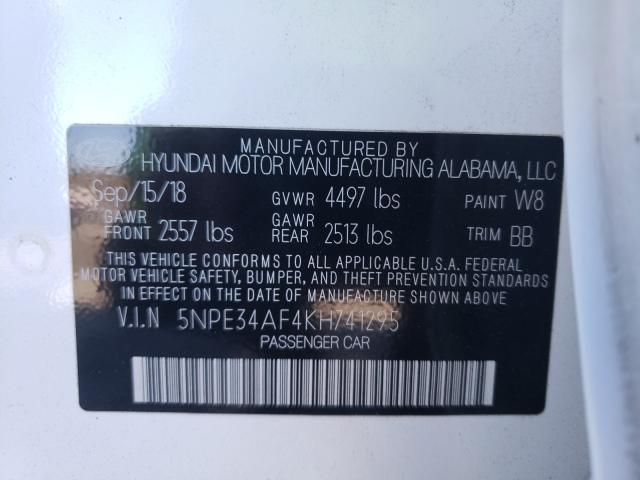 MANUFACTURED BY
HYUNDAI MOTOR MANUFACTURING ALABAMA, LLC
Sep/15/18 GVWR 4497 lbs PAINT W8
GAWR FRONT 2557 lbs GAWR REAR 2513 lbs TRIM BB
THIS VEHICLE CONFORMS TO ALL APPLICABLE U.S.A. FEDERAL
MOTOR VEHICLE SAFETY, BUMPER, AND THEFT PREVENTION STANDARDS
IN EFFECT ON THE DATE OF MANUFACTURE SHOWN ABOVE.
V.I.N 5NPE34AF4KH741295
PASSENGER CAR